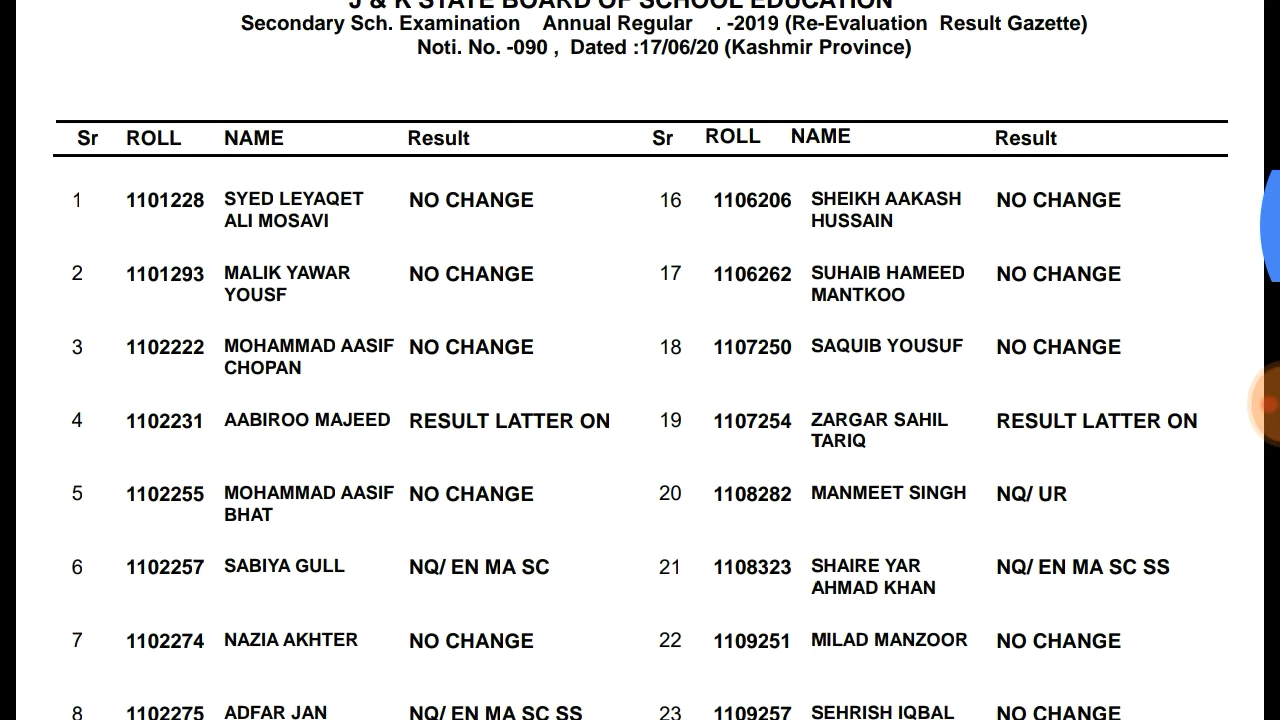 J & K STATE BOARD OF SCHOOL EDUCATION
Secondary Sch. Examination Annual Regular . -2019 (Re-Evaluation Result Gazette)
Noti. No. -090 , Dated :17/06/20 (Kashmir Province)
Sr ROLL NAME Result Sr ROLL NAME Result
1 1101228 SYED LEYAQET NO CHANGE 16 1106206 SHEIKH AAKASH NO CHANGE
ALI MOSAVI HUSSAIN
2 1101293 MALIK YAWAR NO CHANGE 17 1106262 SUHAIB HAMEED NO CHANGE
YOUSF MANTKOO
3 1102222 MOHAMMAD AASIF NO CHANGE 18 1107250 SAQUIB YOUSUF NO CHANGE
CHOPAN
4 1102231 AABIROO MAJEED RESULT LATTER ON 19 1107254 ZARGAR SAHIL RESULT LATTER ON
TARIQ
5 1102255 MOHAMMAD AASIF NO CHANGE 20 1108282 MANMEET SINGH NQ/ UR
BHAT
6 1102257 SABIYA GULL NQ/ EN MA SC 21 1108323 SHAIRE YAR NQ/ EN MA SC SS
AHMAD KHAN
7 1102274 NAZIA AKHTER NO CHANGE 22 1109251 MILAD MANZOOR NO CHANGE
8 1102275 ADFAR JAN NQ/ EN MA SC SS 23 1109257 SEHRISH IQBAL NO CHANGE